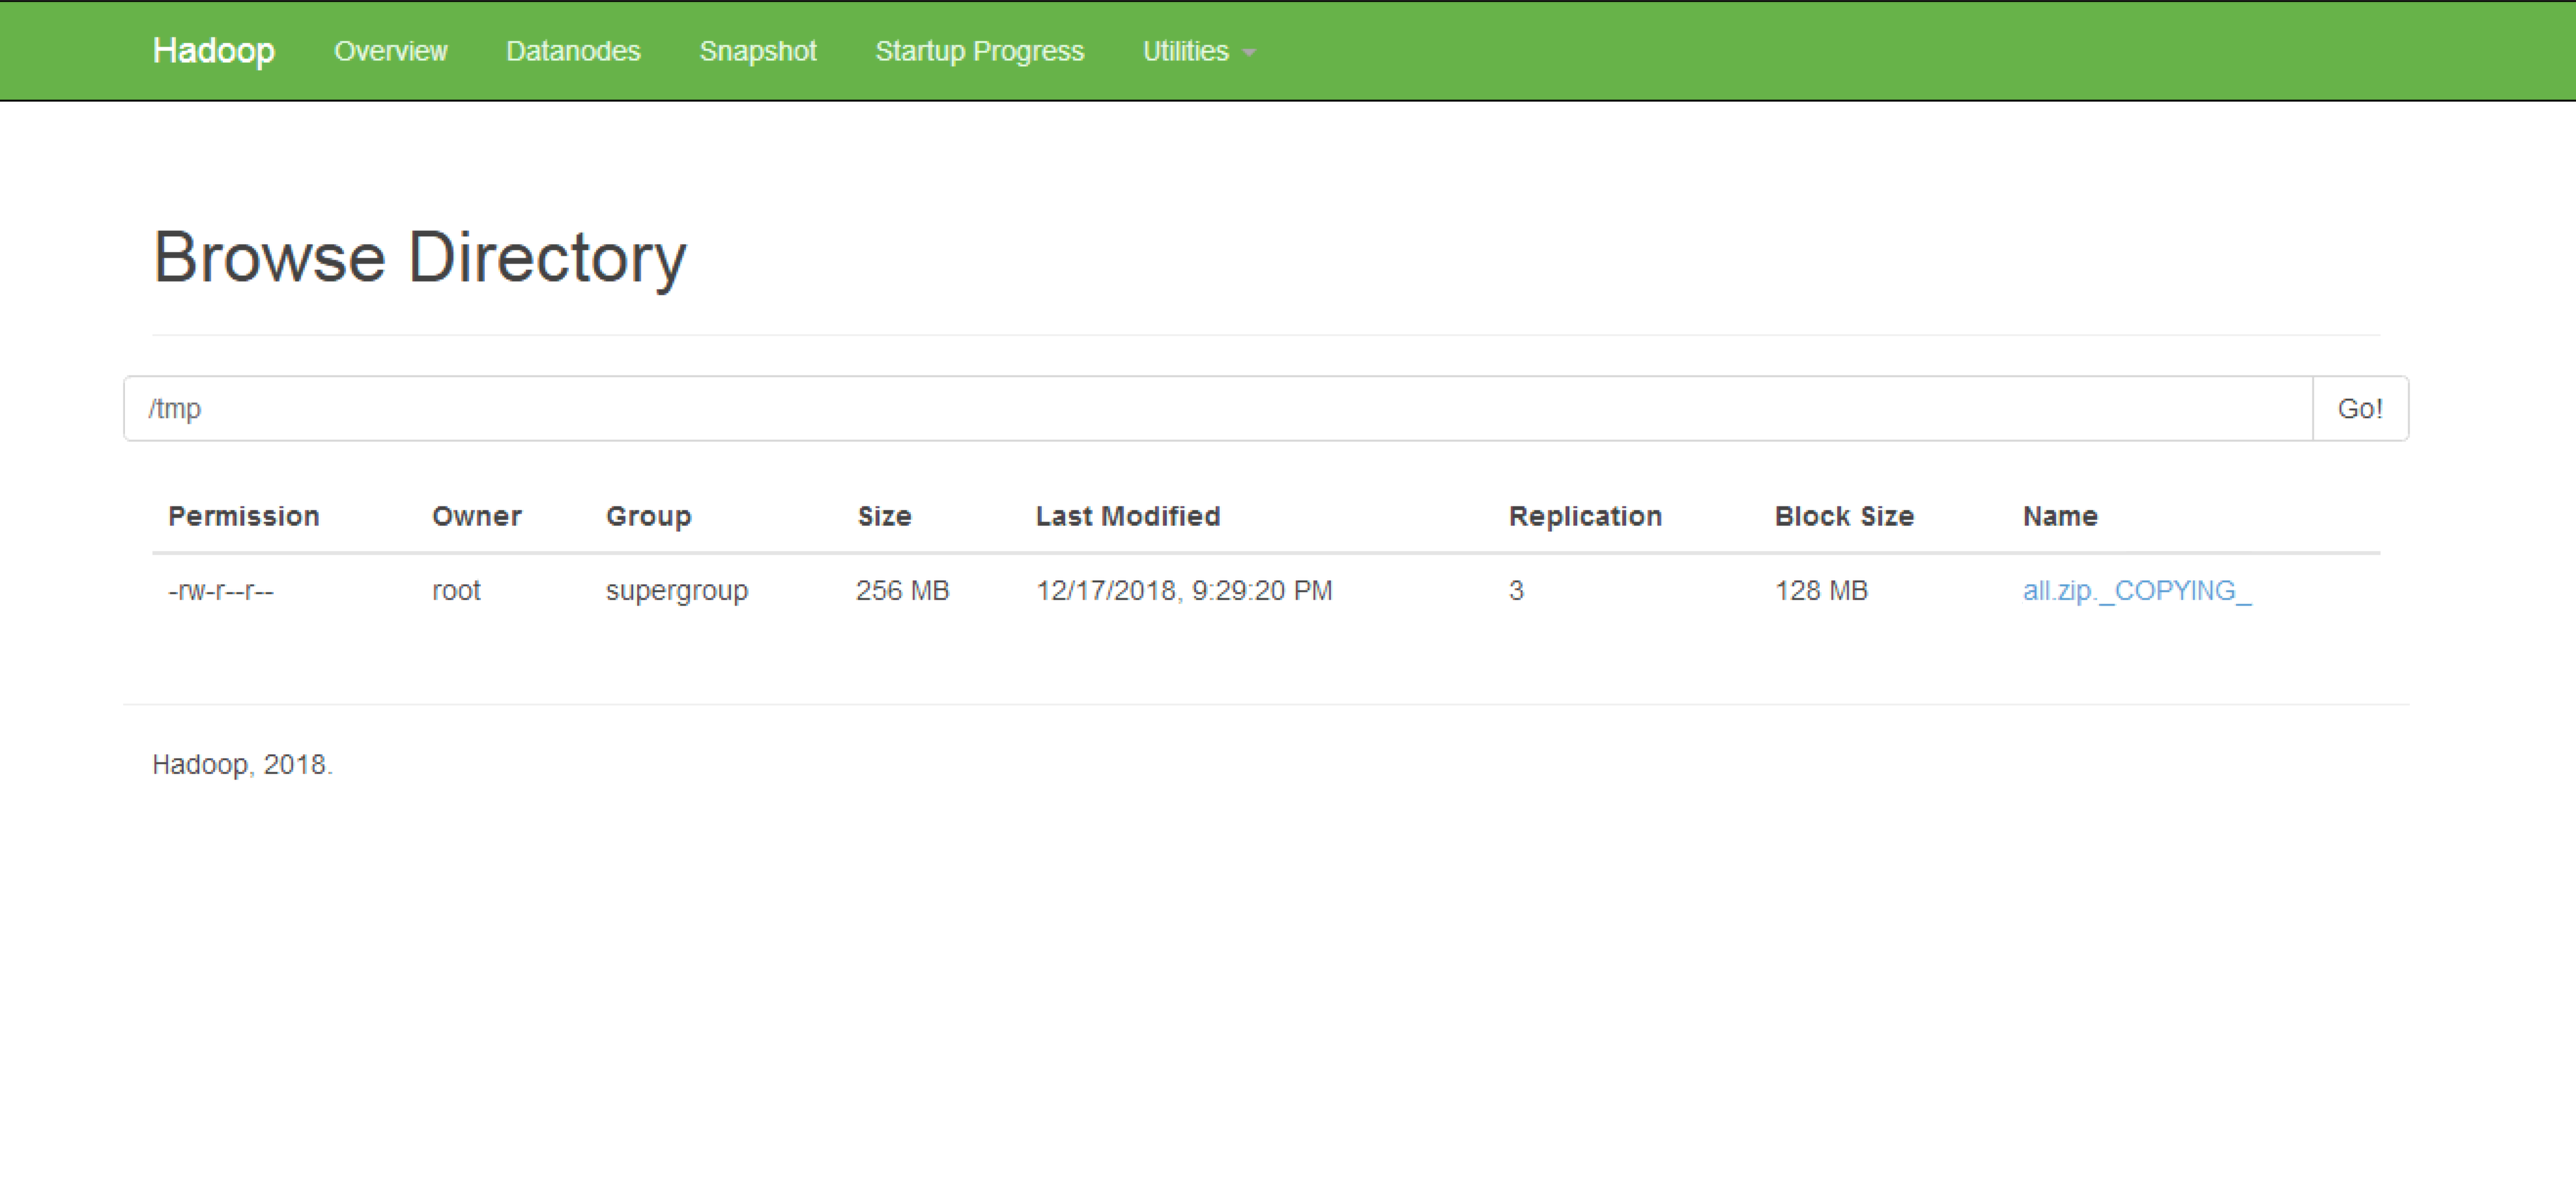 Hadoop Overview Datanodes Snapshot Startup Progress Utilities
Browse Directory
/tmp Go!
Permission Owner Group Size Last Modified Replication Block Size Name
-rw-r--r-- root supergroup 256 MB 12/17/2018, 9:29:20 PM 3 128 MB all.zip._COPYING_
Hadoop, 2018.